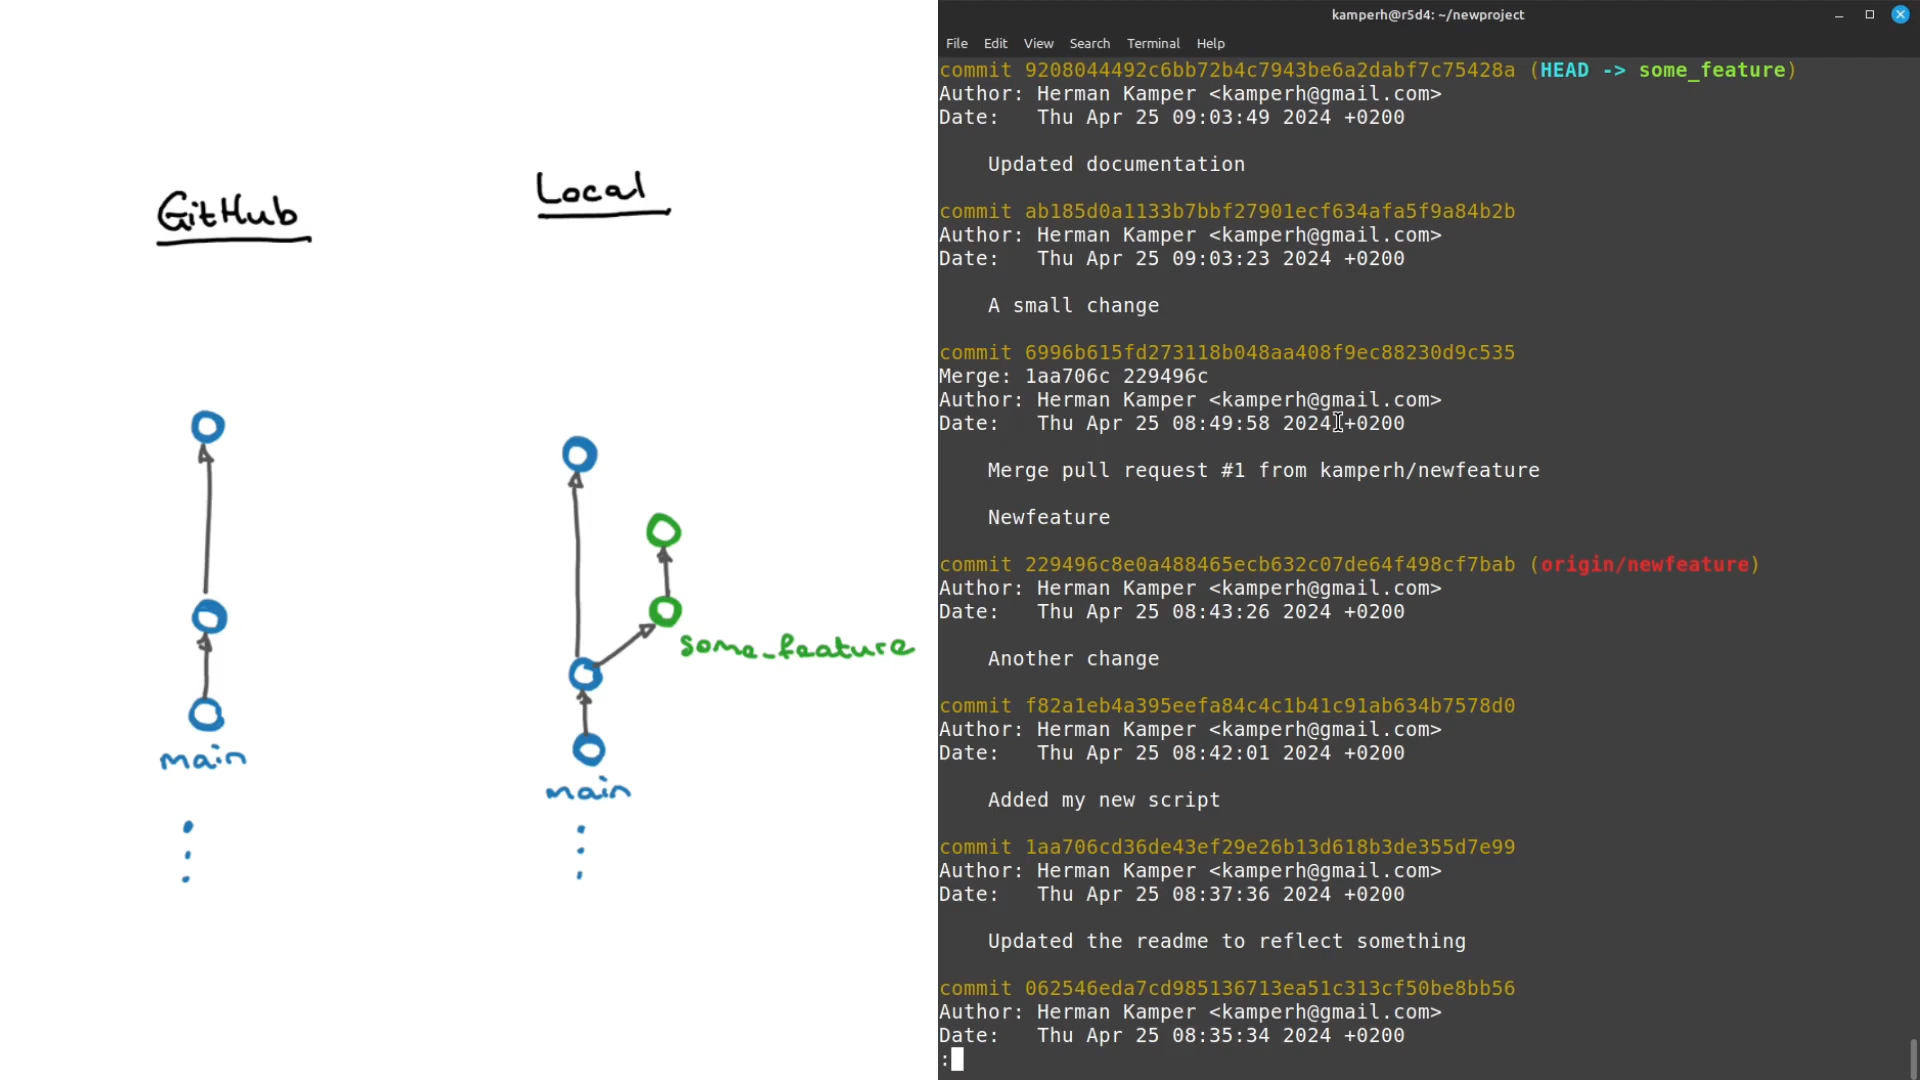 GitHub
Local
some_feature
main
main
kamperh@r5d4: ~/newproject
File Edit View Search Terminal Help
commit 9208044492c6bb72b4c7943be6a2dabf7c75428a (HEAD -> some_feature)
Author: Herman Kamper <kamperh@gmail.com>
Date:   Thu Apr 25 09:03:49 2024 +0200
Updated documentation
commit ab185d0a1133b7bbf27901ecf634afa5f9a84b2b
Author: Herman Kamper <kamperh@gmail.com>
Date:   Thu Apr 25 09:03:23 2024 +0200
A small change
commit 6996b615fd273118b048aa408f9ec88230d9c535
Merge: 1aa706c 229496c
Author: Herman Kamper <kamperh@gmail.com>
Date:   Thu Apr 25 08:49:58 2024 +0200
Merge pull request #1 from kamperh/newfeature
Newfeature
commit 229496c8e0a488465ecb632c07de64f498cf7bab (origin/newfeature)
Author: Herman Kamper <kamperh@gmail.com>
Date:   Thu Apr 25 08:43:26 2024 +0200
Another change
commit f82a1eb4a395eefa84c4c1b41c91ab634b7578d0
Author: Herman Kamper <kamperh@gmail.com>
Date:   Thu Apr 25 08:42:01 2024 +0200
Added my new script
commit 1aa706cd36de43ef29e26b13d618b3de355d7e99
Author: Herman Kamper <kamperh@gmail.com>
Date:   Thu Apr 25 08:37:36 2024 +0200
Updated the readme to reflect something
commit 062546eda7cd985136713ea51c313cf50be8bb56
Author: Herman Kamper <kamperh@gmail.com>
Date:   Thu Apr 25 08:35:34 2024 +0200
: